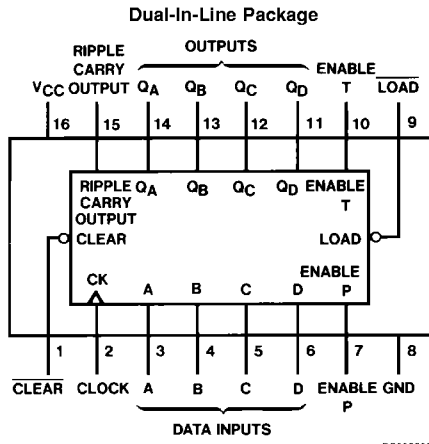 Dual-In-Line Package
RIPPLE OUTPUTS
CARRY ENABLE
VCC OUTPUT QA QB QC QD T LOAD
16 15 14 13 12 11 10 9
RIPPLE QA QB QC QD ENABLE
CARRY T
OUTPUT
CLEAR LOAD
CK ENABLE
A B C D P
1 2 3 4 5 6 7 8
CLEAR CLOCK A B C D ENABLE GND
P
DATA INPUTS